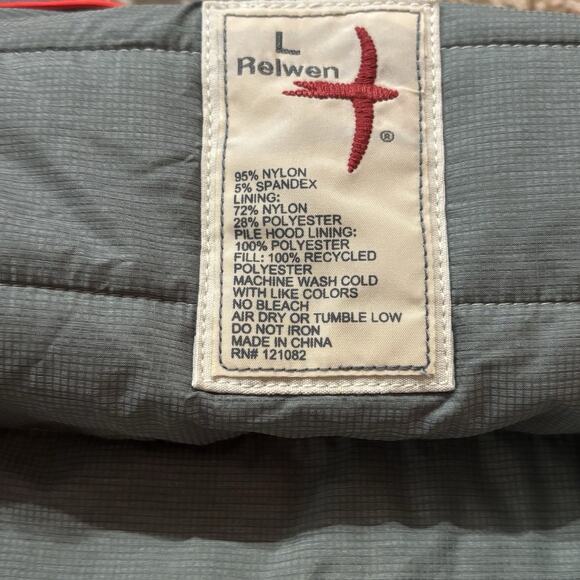 L
Relwen
®
95% NYLON
5% SPANDEX
LINING:
72% NYLON
28% POLYESTER
PILE HOOD LINING:
100% POLYESTER
FILL: 100% RECYCLED
POLYESTER
MACHINE WASH COLD
WITH LIKE COLORS
NO BLEACH
AIR DRY OR TUMBLE LOW
DO NOT IRON
MADE IN CHINA
RN# 121082